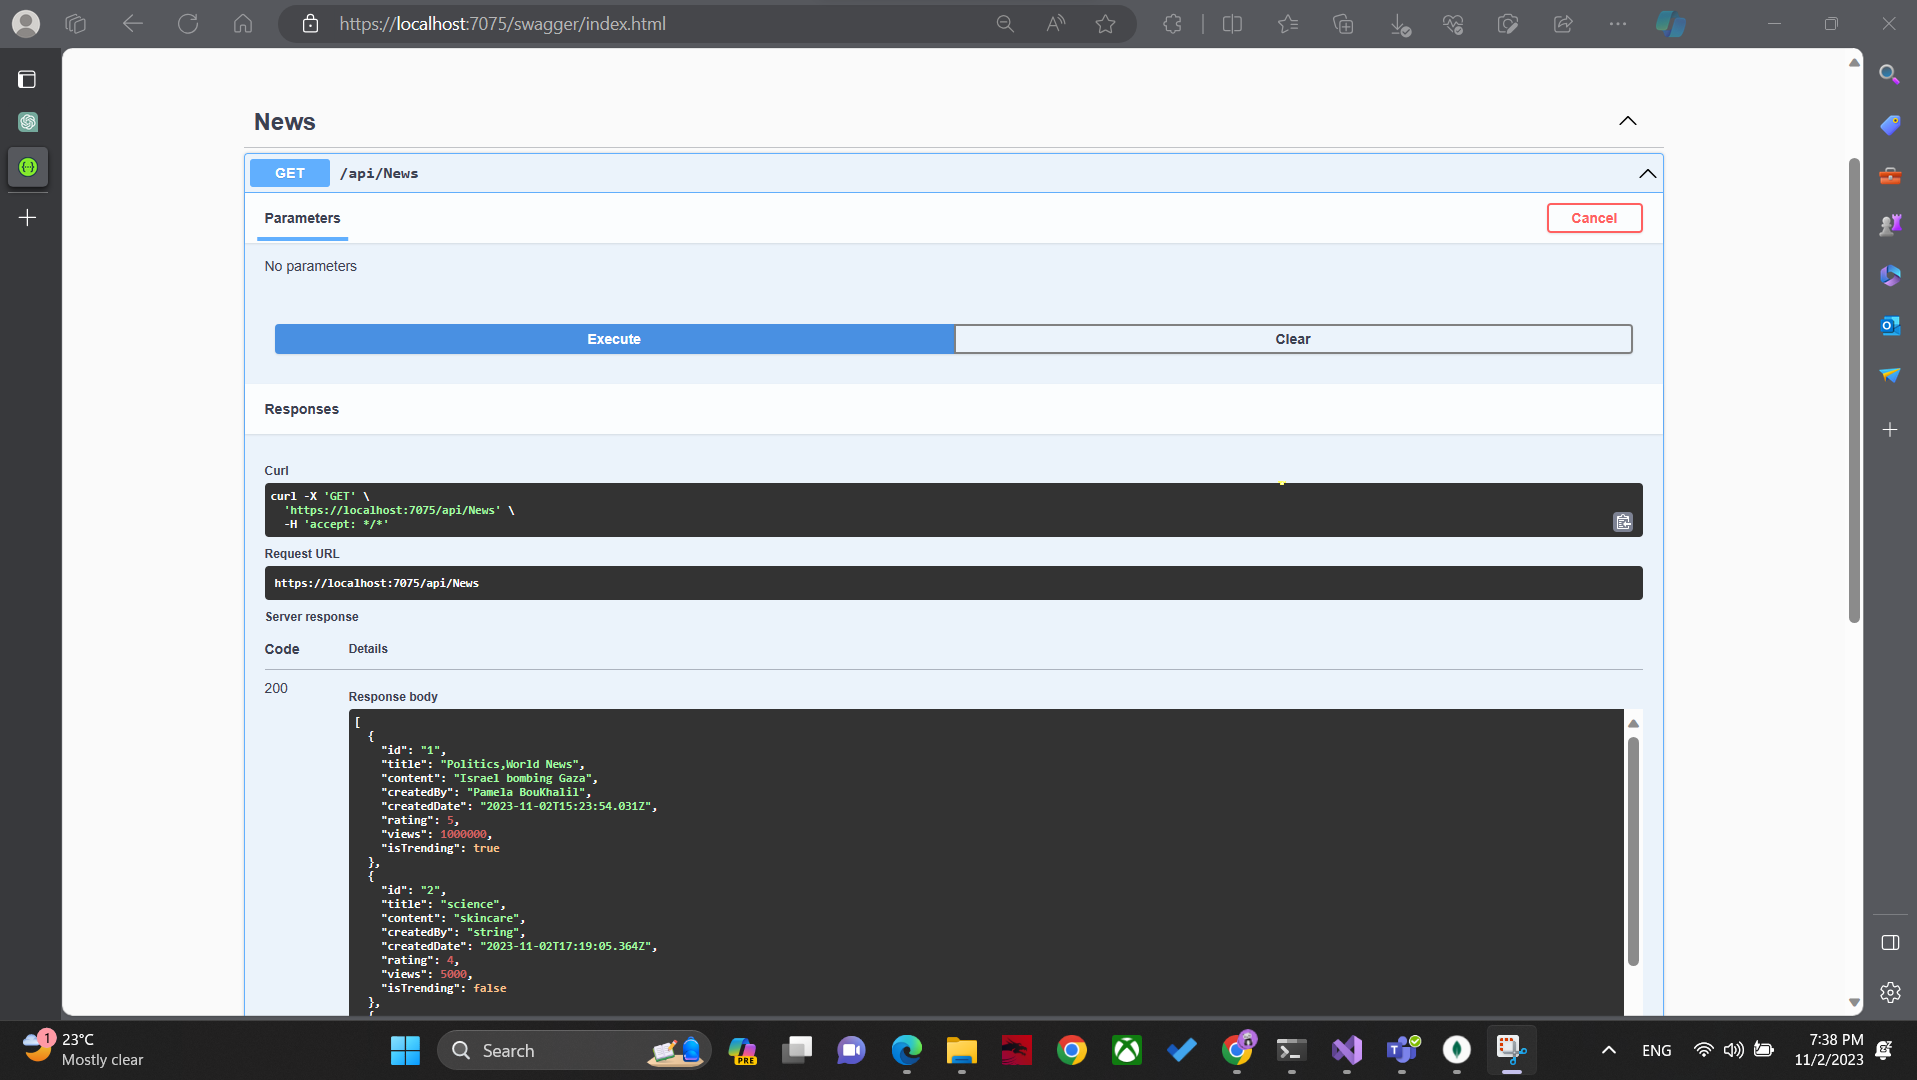 https://localhost:7075/swagger/index.html
News
GET /api/News
Parameters
Cancel
No parameters
Execute
Clear
Responses
Curl
curl -X 'GET' \
'https://localhost:7075/api/News' \
-H 'accept: */*'
Request URL
https://localhost:7075/api/News
Server response
Code Details
200
Response body
[
{
"id": "1",
"title": "Politics,World News",
"content": "Israel bombing Gaza",
"createdBy": "Pamela BouKhalil",
"createdDate": "2023-11-02T15:23:54.031Z",
"rating": 5,
"views": 1000000,
"isTrending": true
},
{
"id": "2",
"title": "science",
"content": "skincare",
"createdBy": "string",
"createdDate": "2023-11-02T17:19:05.364Z",
"rating": 4,
"views": 5000,
"isTrending": false
},
{
1
23°C
Mostly clear
Search
PRE
ENG
7:38 PM
11/2/2023